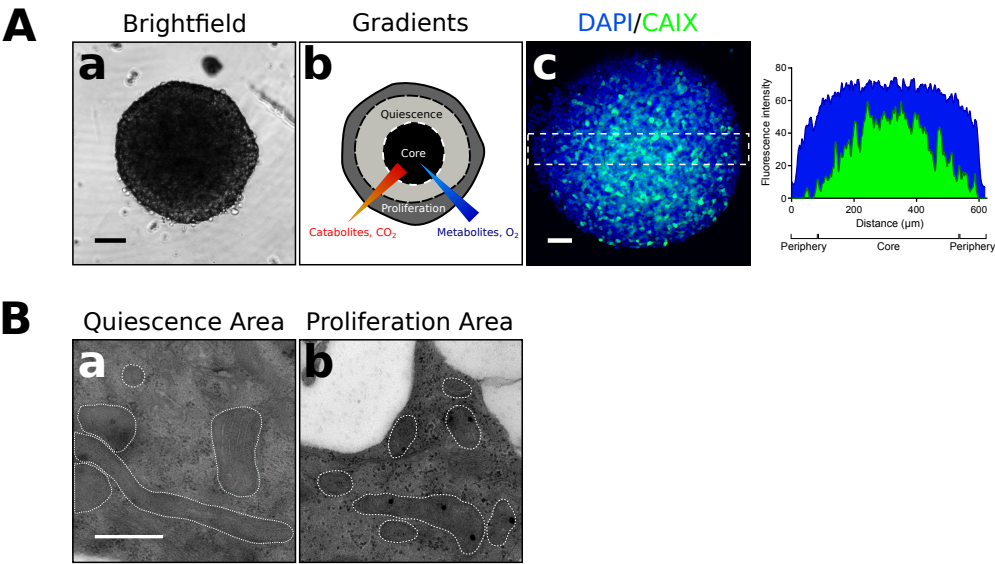 A
Brightfield
Gradients
DAPI/CAIX
a
b
c
Quiescence
Core
Proliferation
Catabolites, CO₂
Metabolites, O₂
Fluorescence intensity
80
60
40
20
0
0 200 400 600
Distance (µm)
Periphery Core Periphery
B
Quiescence Area
Proliferation Area
a
b